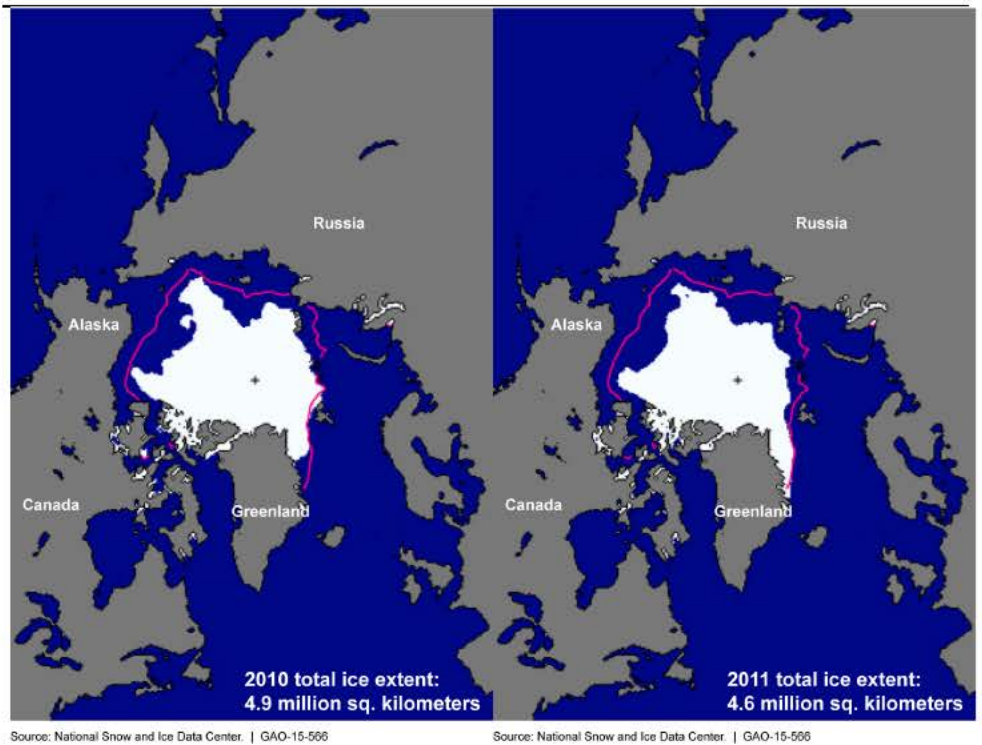 Russia
Alaska
Canada
Greenland
2010 total ice extent:
4.9 million sq. kilometers
Source: National Snow and Ice Data Center. | GAO-15-566
Russia
Alaska
Canada
Greenland
2011 total ice extent:
4.6 million sq. kilometers
Source: National Snow and Ice Data Center. | GAO-15-566